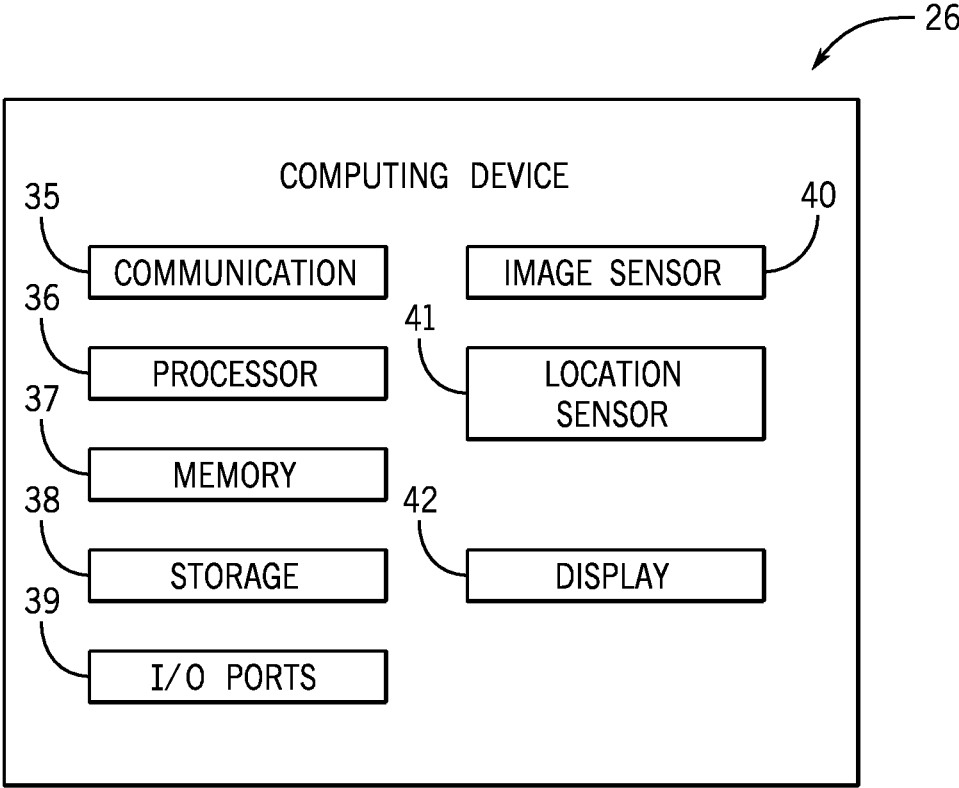 26
COMPUTING DEVICE
35
COMMUNICATION
36
PROCESSOR
37
MEMORY
38
STORAGE
39
I/O PORTS
40
IMAGE SENSOR
41
LOCATION
SENSOR
42
DISPLAY